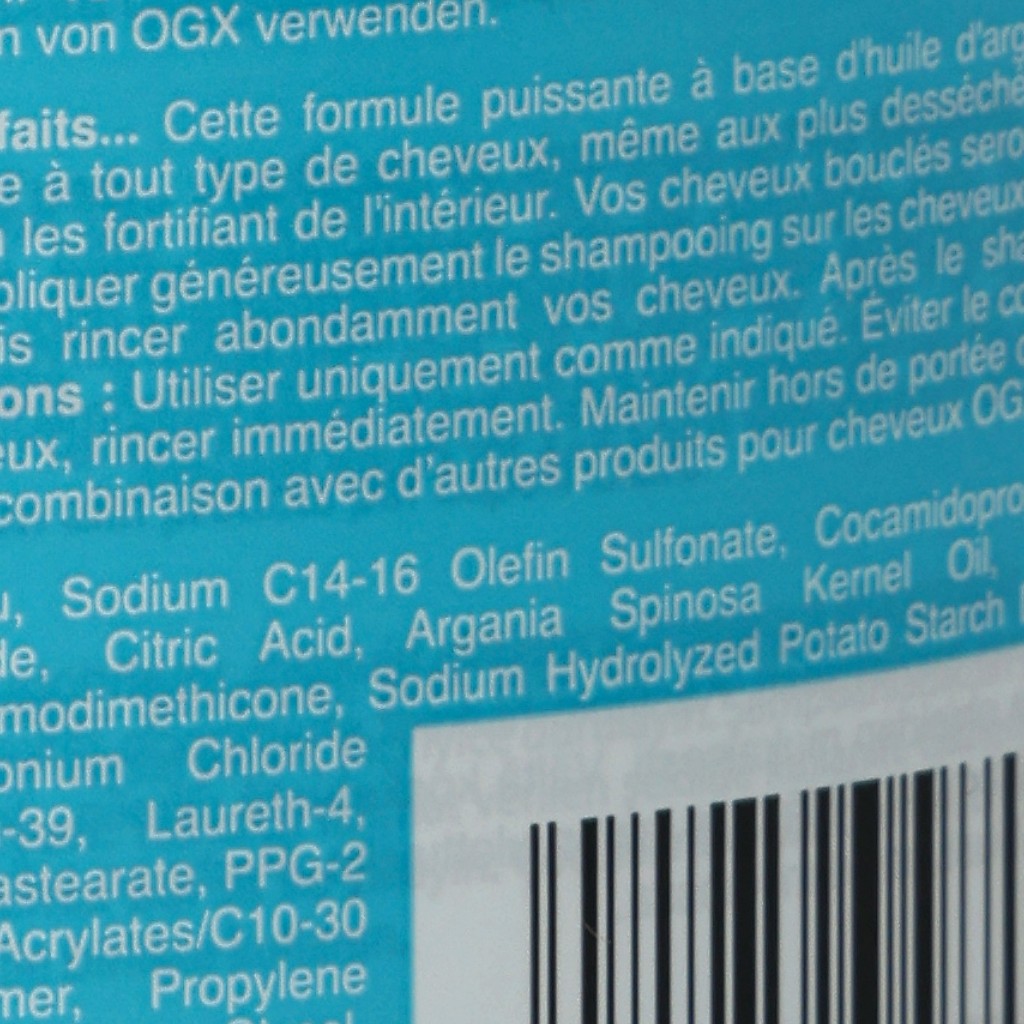 n von OGX verwenden.
faits... Cette formule puissante à base d'huile d'arg
e à tout type de cheveux, même aux plus desséché
les fortifiant de l'intérieur. Vos cheveux bouclés sero
pliquer généreusement le shampooing sur les cheveux
is rincer abondamment vos cheveux. Après le sha
ons : Utiliser uniquement comme indiqué. Éviter le co
eux, rincer immédiatement. Maintenir hors de portée
combinaison avec d'autres produits pour cheveux OG
u, Sodium C14-16 Olefin Sulfonate, Cocamidopro
de, Citric Acid, Argania Spinosa Kernel Oil,
modimethicone, Sodium Hydrolyzed Potato Starch
onium Chloride
-39, Laureth-4,
astearate, PPG-2
Acrylates/C10-30
mer, Propylene